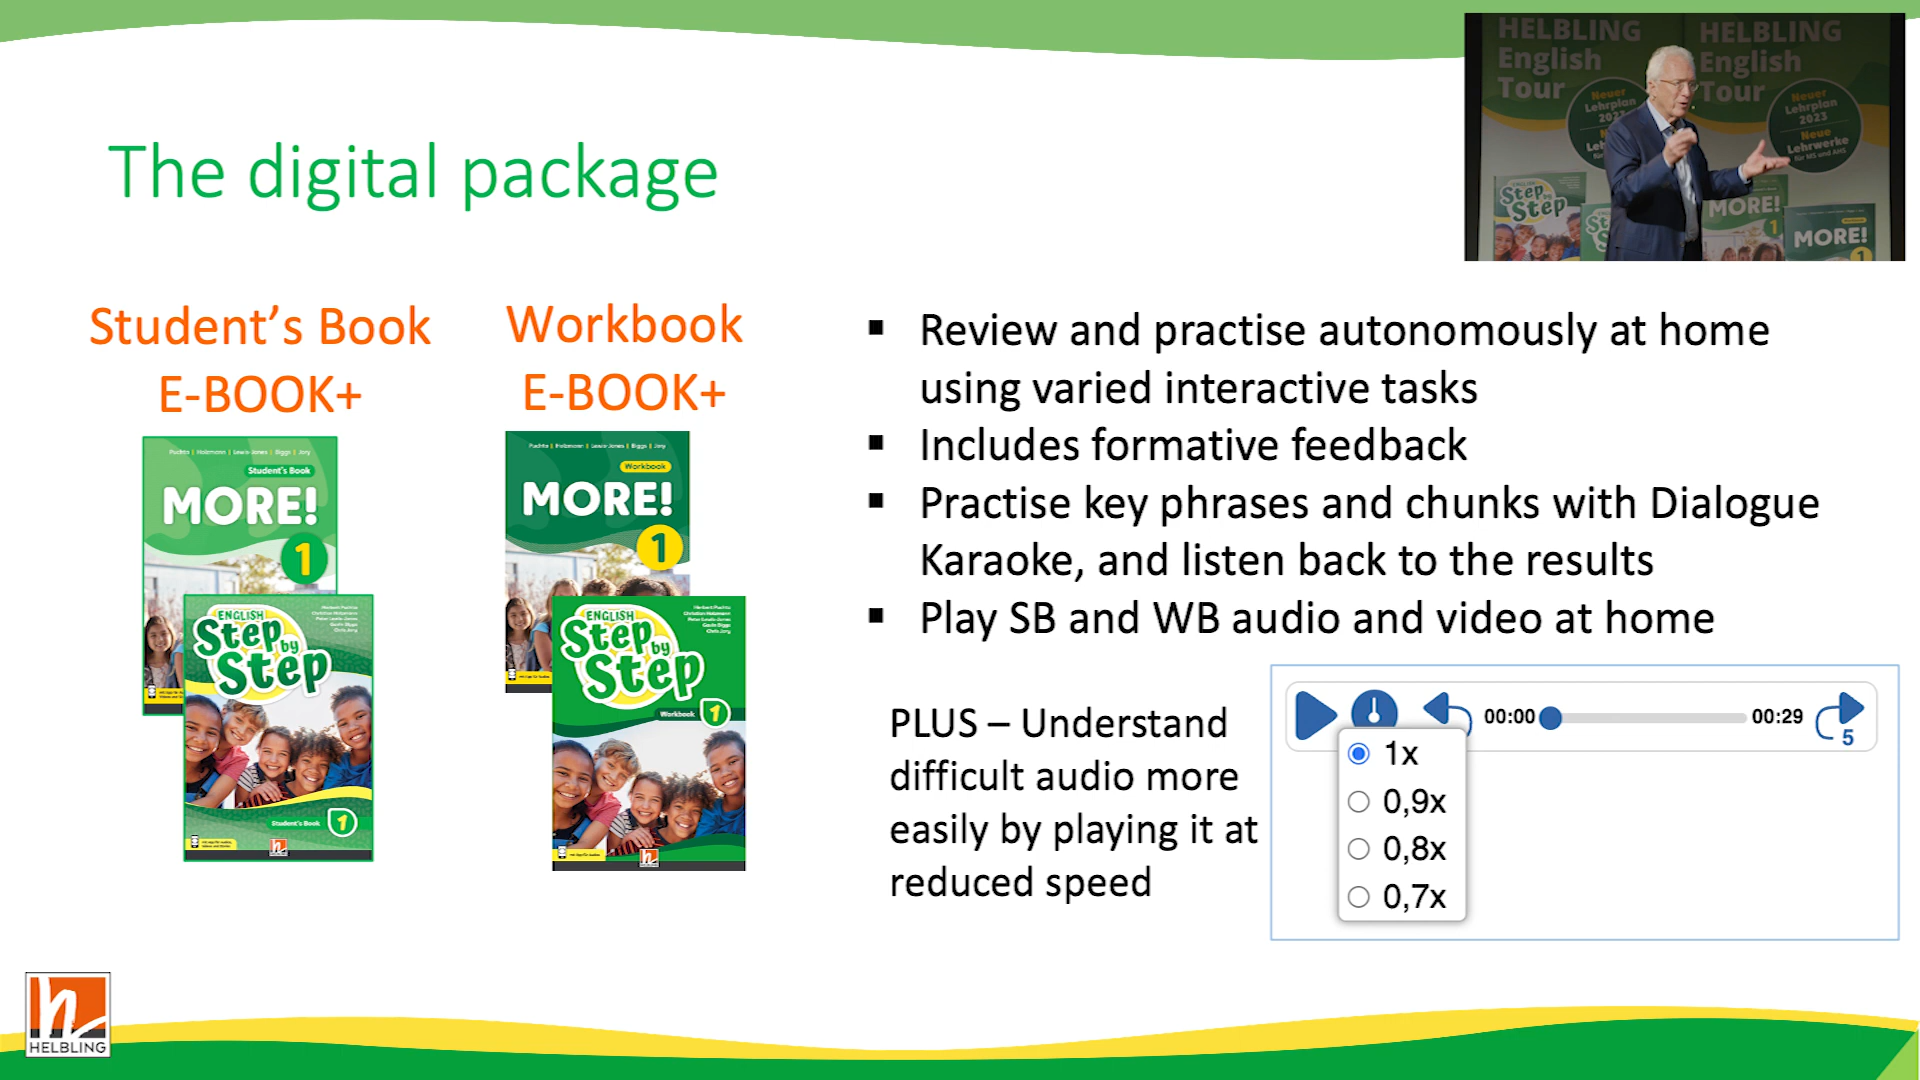 The digital package
HELBLING
English
Tour
Neuer
Lehrplan
HELBLING
English
Tour
Neuer
Lehrplan
2023
Neue
Lehrwerke
für MS und AHS
ENGLISH
Step by
Step
MORE!
1
MORE!
1
Student's Book
E-BOOK+
Workbook
E-BOOK+
Puchta | Holzmann | Lewis-Jones | Biggs | Jory
Student's Book
MORE!
1
ENGLISH
Step by
Step
Herbert Puchta
Christian Holzmann
Peter Lewis-Jones
Gavin Biggs
Chris Jory
Student's Book 1
Puchta | Holzmann | Lewis-Jones | Biggs | Jory
Workbook
MORE!
1
ENGLISH
Step by
Step
Herbert Puchta
Christian Holzmann
Peter Lewis-Jones
Gavin Biggs
Chris Jory
Workbook 1
▪ Review and practise autonomously at home
using varied interactive tasks
▪ Includes formative feedback
▪ Practise key phrases and chunks with Dialogue
Karaoke, and listen back to the results
▪ Play SB and WB audio and video at home
PLUS – Understand
difficult audio more
easily by playing it at
reduced speed
00:00 00:29 5
1x
0,9x
0,8x
0,7x
HELBLING